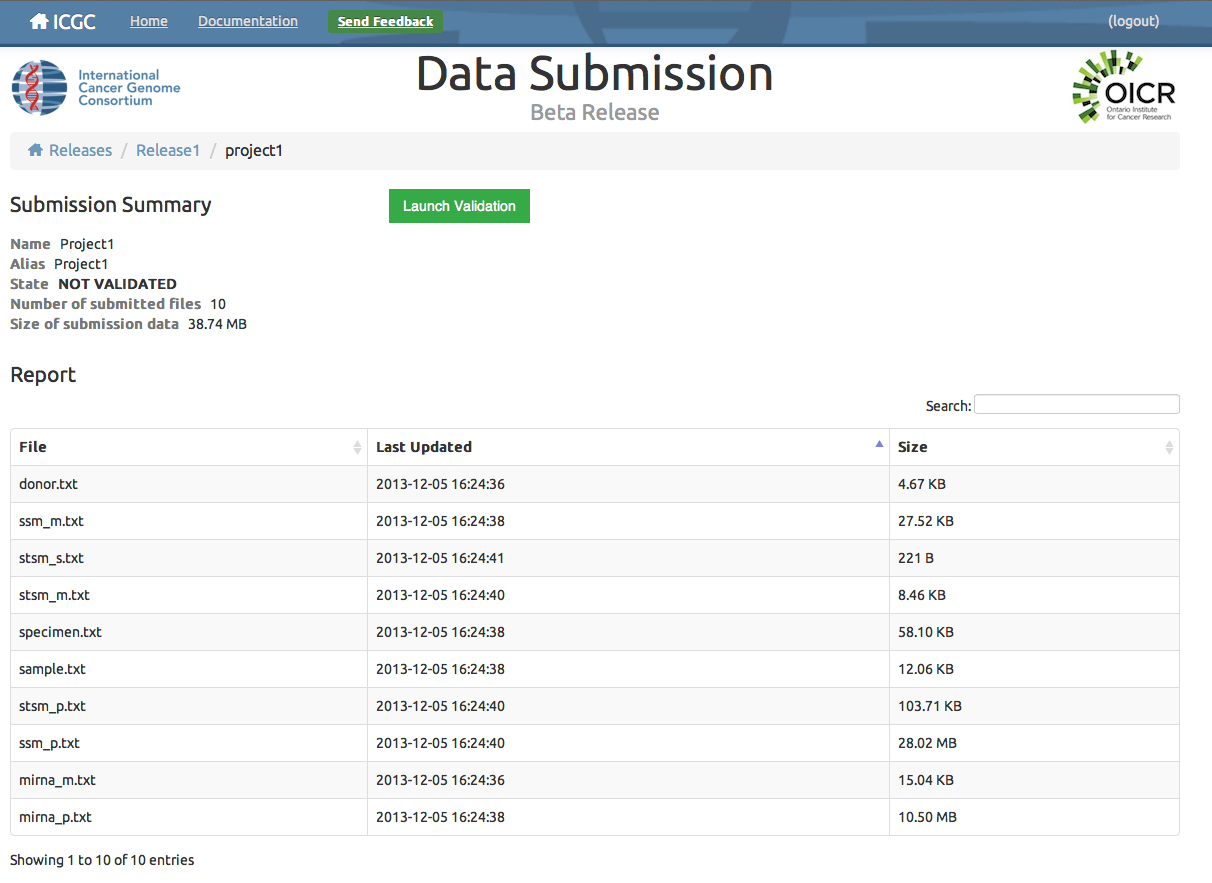 ICGC Home Documentation Send Feedback (logout)
International
Cancer Genome
Consortium
Data Submission
Beta Release
OICR
Ontario Institute
for Cancer Research
Releases / Release1 / project1
Submission Summary Launch Validation
Name Project1
Alias Project1
State NOT VALIDATED
Number of submitted files 10
Size of submission data 38.74 MB
Report
Search:
File Last Updated Size
donor.txt 2013-12-05 16:24:36 4.67 KB
ssm_m.txt 2013-12-05 16:24:38 27.52 KB
stsm_s.txt 2013-12-05 16:24:41 221 B
stsm_m.txt 2013-12-05 16:24:40 8.46 KB
specimen.txt 2013-12-05 16:24:38 58.10 KB
sample.txt 2013-12-05 16:24:38 12.06 KB
stsm_p.txt 2013-12-05 16:24:40 103.71 KB
ssm_p.txt 2013-12-05 16:24:40 28.02 MB
mirna_m.txt 2013-12-05 16:24:36 15.04 KB
mirna_p.txt 2013-12-05 16:24:38 10.50 MB
Showing 1 to 10 of 10 entries